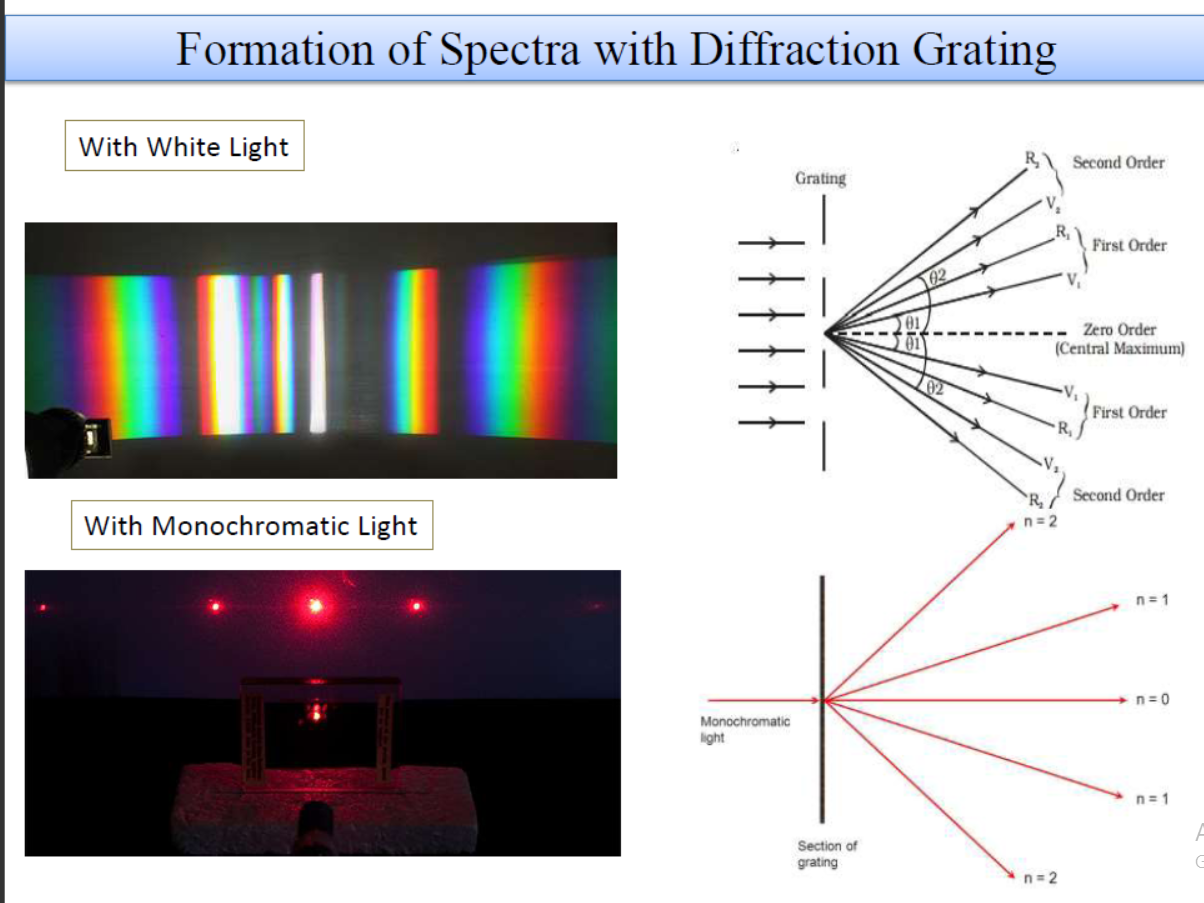 Formation of Spectra with Diffraction Grating
With White Light
Grating
R₂
Second Order
V₂
R₁
First Order
V₁
θ2
θ1
Zero Order
(Central Maximum)
θ1
θ2
V₁
First Order
R₁
V₂
R₂
Second Order
With Monochromatic Light
n = 2
n = 1
Monochromatic
light
n = 0
n = 1
Section of
grating
n = 2